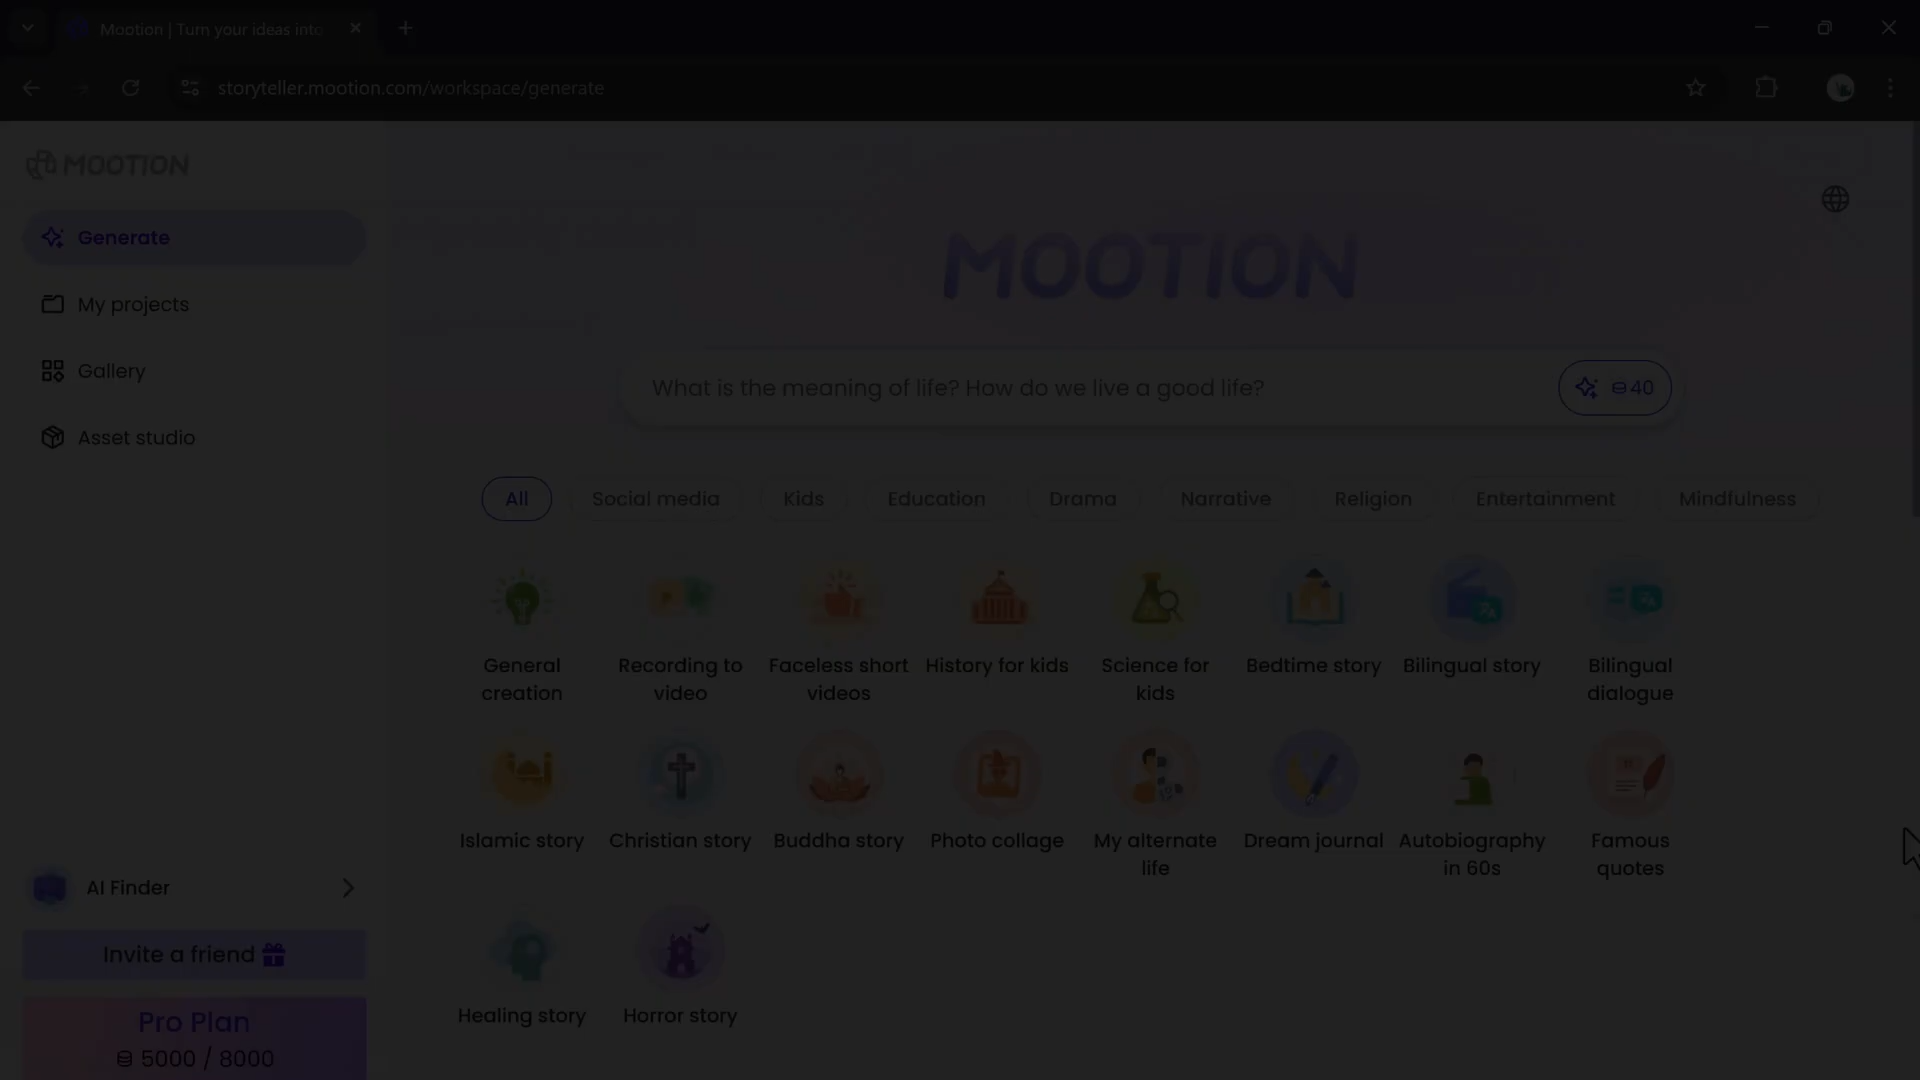 Mootion | Turn your ideas into
storyteller.mootion.com/workspace/generate
MOOTION
Generate
My projects
Gallery
Asset studio
AI Finder
Invite a friend
Pro Plan
5000 / 8000
MOOTION
What is the meaning of life? How do we live a good life?
40
All
Social media
Kids
Education
Drama
Narrative
Religion
Entertainment
Mindfulness
General
creation
Recording to
video
Faceless short
videos
History for kids
Science for
kids
Bedtime story
Bilingual story
Bilingual
dialogue
Islamic story
Christian story
Buddha story
Photo collage
My alternate
life
Dream journal
Autobiography
in 60s
Famous
quotes
Healing story
Horror story